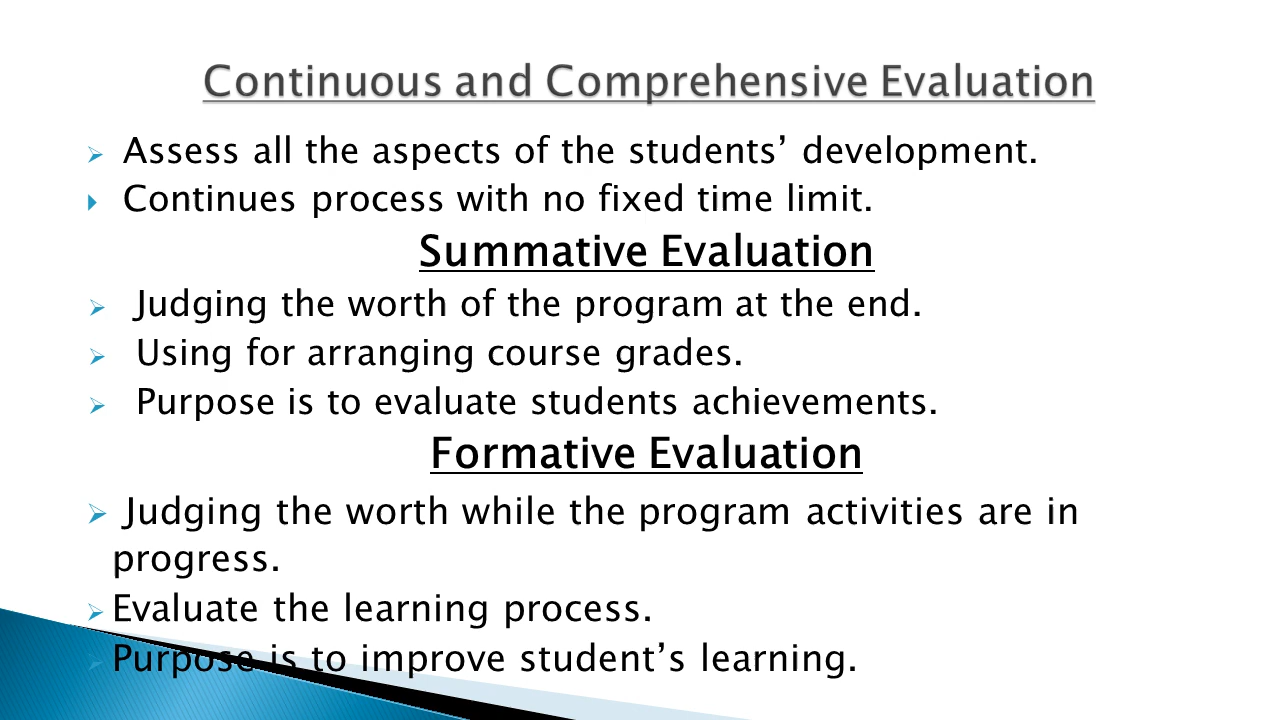 Continuous and Comprehensive Evaluation
Assess all the aspects of the students’ development.
Continues process with no fixed time limit.
Summative Evaluation
Judging the worth of the program at the end.
Using for arranging course grades.
Purpose is to evaluate students achievements.
Formative Evaluation
Judging the worth while the program activities are in
progress.
Evaluate the learning process.
Purpose is to improve student’s learning.